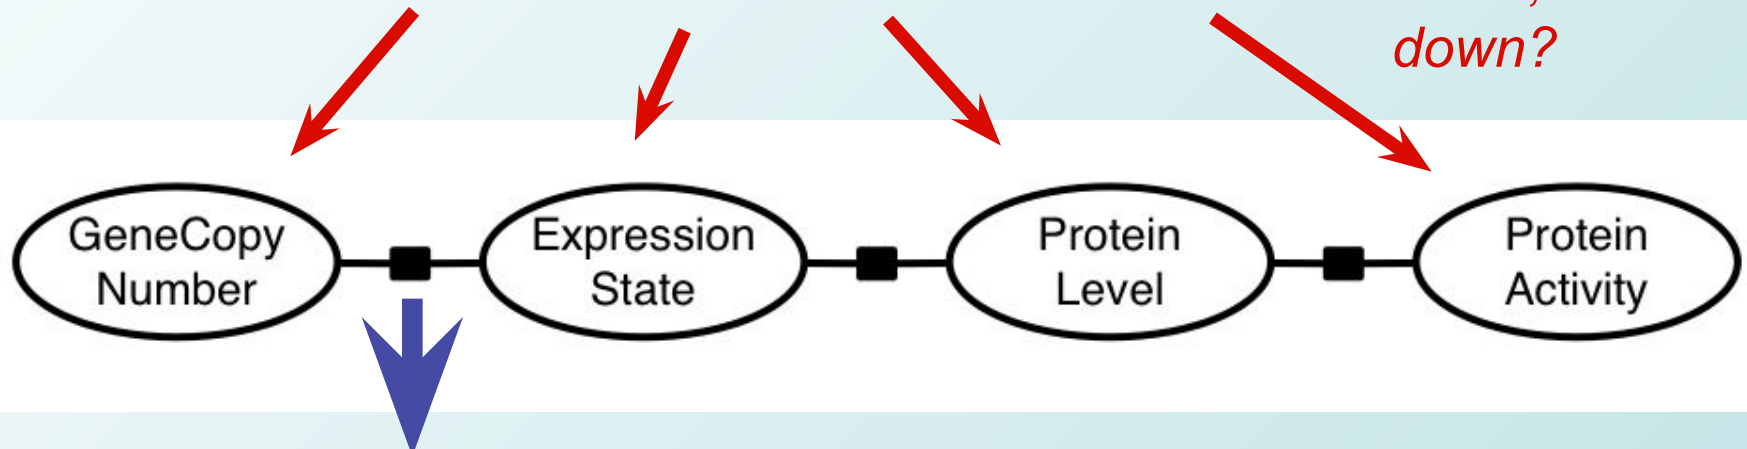 down?
GeneCopy
Number
Expression
State
Protein
Level
Protein
Activity